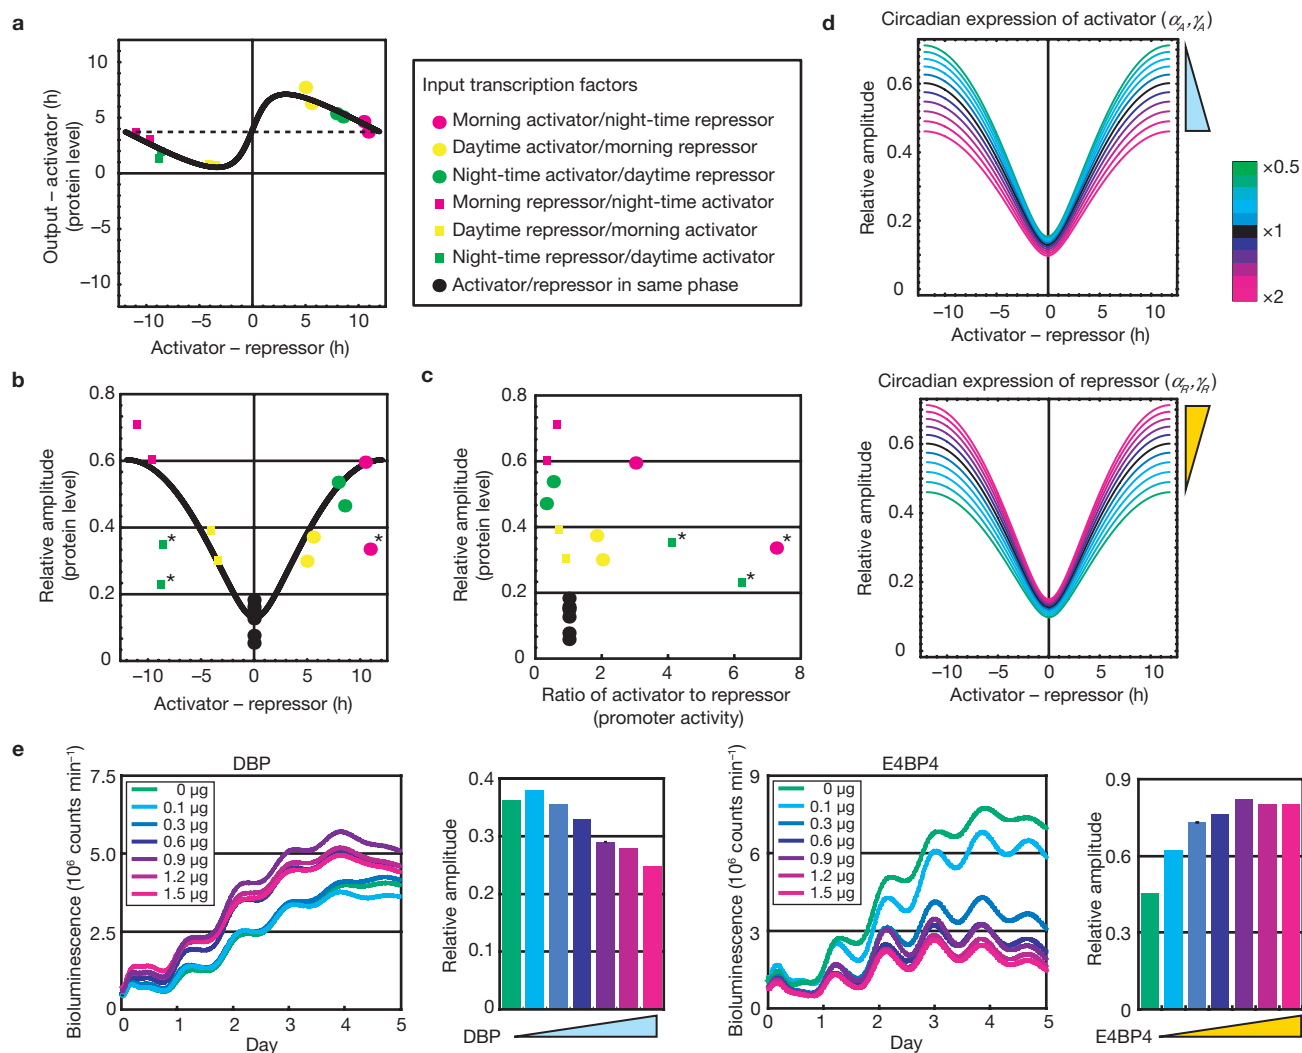 a
10
5
0
−5
−10
Output – activator (h)
(protein level)
−10 −5 0 5 10
Activator – repressor (h)
Input transcription factors
Morning activator/night-time repressor
Daytime activator/morning repressor
Night-time activator/daytime repressor
Morning repressor/night-time activator
Daytime repressor/morning activator
Night-time repressor/daytime activator
Activator/repressor in same phase
b
0.8
0.6
0.4
0.2
0
Relative amplitude
(protein level)
*
*
*
−10 −5 0 5 10
Activator – repressor (h)
c
0.8
0.6
0.4
0.2
0
Relative amplitude
(protein level)
*
*
*
0 2 4 6 8
Ratio of activator to repressor
(promoter activity)
d
Circadian expression of activator (αA,γA)
0.6
0.4
0.2
0
Relative amplitude
−10 −5 0 5 10
Activator – repressor (h)
×0.5
×1
×2
Circadian expression of repressor (αR,γR)
0.6
0.4
0.2
0
Relative amplitude
−10 −5 0 5 10
Activator – repressor (h)
e
DBP
7.5
5.0
2.5
0
Bioluminescence (10⁶ counts min⁻¹)
0 µg
0.1 µg
0.3 µg
0.6 µg
0.9 µg
1.2 µg
1.5 µg
0 1 2 3 4 5
Day
0.4
0.3
0.2
0.1
0
Relative amplitude
DBP
E4BP4
9
6
3
0
Bioluminescence (10⁶ counts min⁻¹)
0 µg
0.1 µg
0.3 µg
0.6 µg
0.9 µg
1.2 µg
1.5 µg
0 1 2 3 4 5
Day
0.9
0.6
0.3
0
Relative amplitude
E4BP4